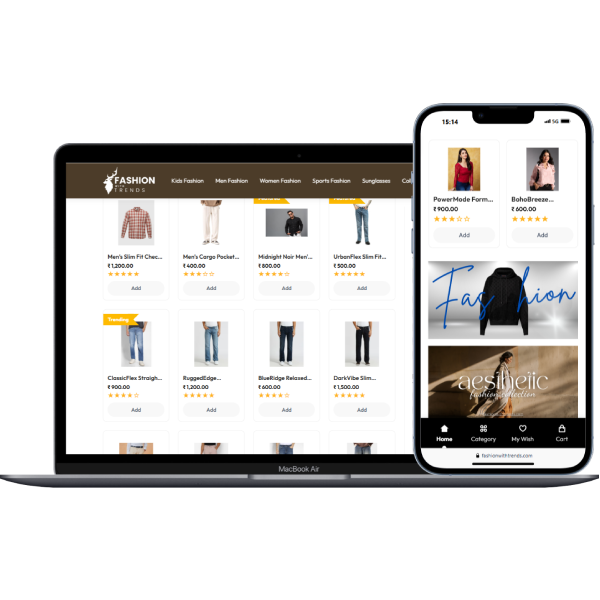 FASHION
WITH
TRENDS
Kids Fashion
Men Fashion
Women Fashion
Sports Fashion
Sunglasses
Col
Men's Slim Fit Chec...
₹1,200.00
Add
Men's Cargo Pocket...
₹400.00
Add
Midnight Noir Men'...
₹800.00
Add
UrbanFlex Slim Fit...
₹500.00
Add
Trending
ClassicFlex Straigh...
₹900.00
Add
RuggedEdge...
₹1,200.00
Add
BlueRidge Relaxed...
₹600.00
Add
DarkVibe Slim...
₹1,500.00
Add
MacBook Air
15:14
5G
PowerMode Farm...
₹900.00
Add
BohoBreeze...
₹600.00
Add
Fashion
aesthetic
fashion collection
Home
Category
My Wish
Cart
fashionwithtrends.com